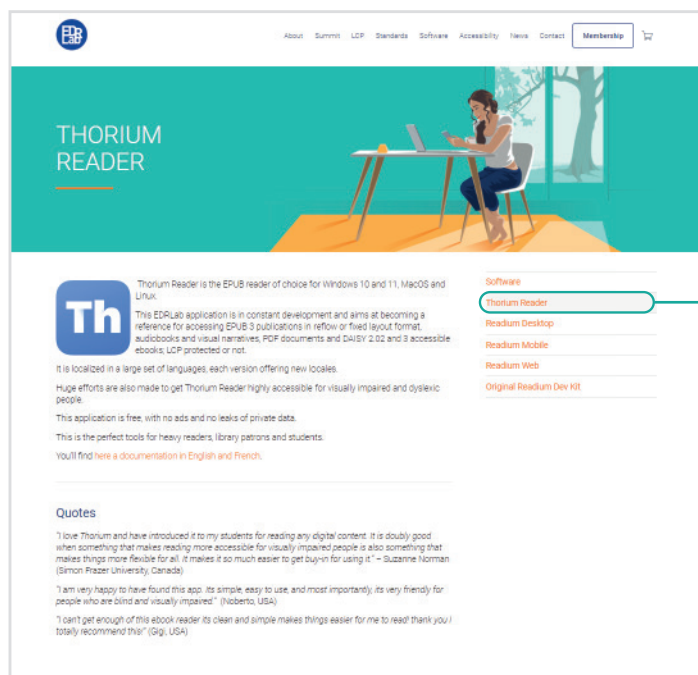 EDR
Lab
About Summit LCP Standards Software Accessibility News Contact Membership
THORIUM
READER
Th
Thorium Reader is the EPUB reader of choice for Windows 10 and 11, MacOS and
Linux.
This EDRLab application is in constant development and aims at becoming a
reference for accessing EPUB 3 publications in reflow or fixed layout format,
audiobooks and visual narratives, PDF documents and DAISY 2.02 and 3 accessible
ebooks; LCP protected or not.
It is localized in a large set of languages, each version offering new locales.
Huge efforts are also made to get Thorium Reader highly accessible for visually impaired and dyslexic
people.
This application is free, with no ads and no leaks of private data.
This is the perfect tools for heavy readers, library patrons and students.
You'll find here a documentation in English and French.
Software
Thorium Reader
Readium Desktop
Readium Mobile
Readium Web
Original Readium Dev Kit
Quotes
"I love Thorium and have introduced it to my students for reading any digital content. It is doubly good
when something that makes reading more accessible for visually impaired people is also something that
makes things more flexible for all. It makes it so much easier to get buy-in for using it." – Suzanne Norman
(Simon Frazer University, Canada)
"I am very happy to have found this app. Its simple, easy to use, and most importantly, its very friendly for
people who are blind and visually impaired." (Noberto, USA)
"I can't get enough of this ebook reader its clean and simple makes things easier for me to read! thank you I
totally recommend this!" (Gigi, USA)